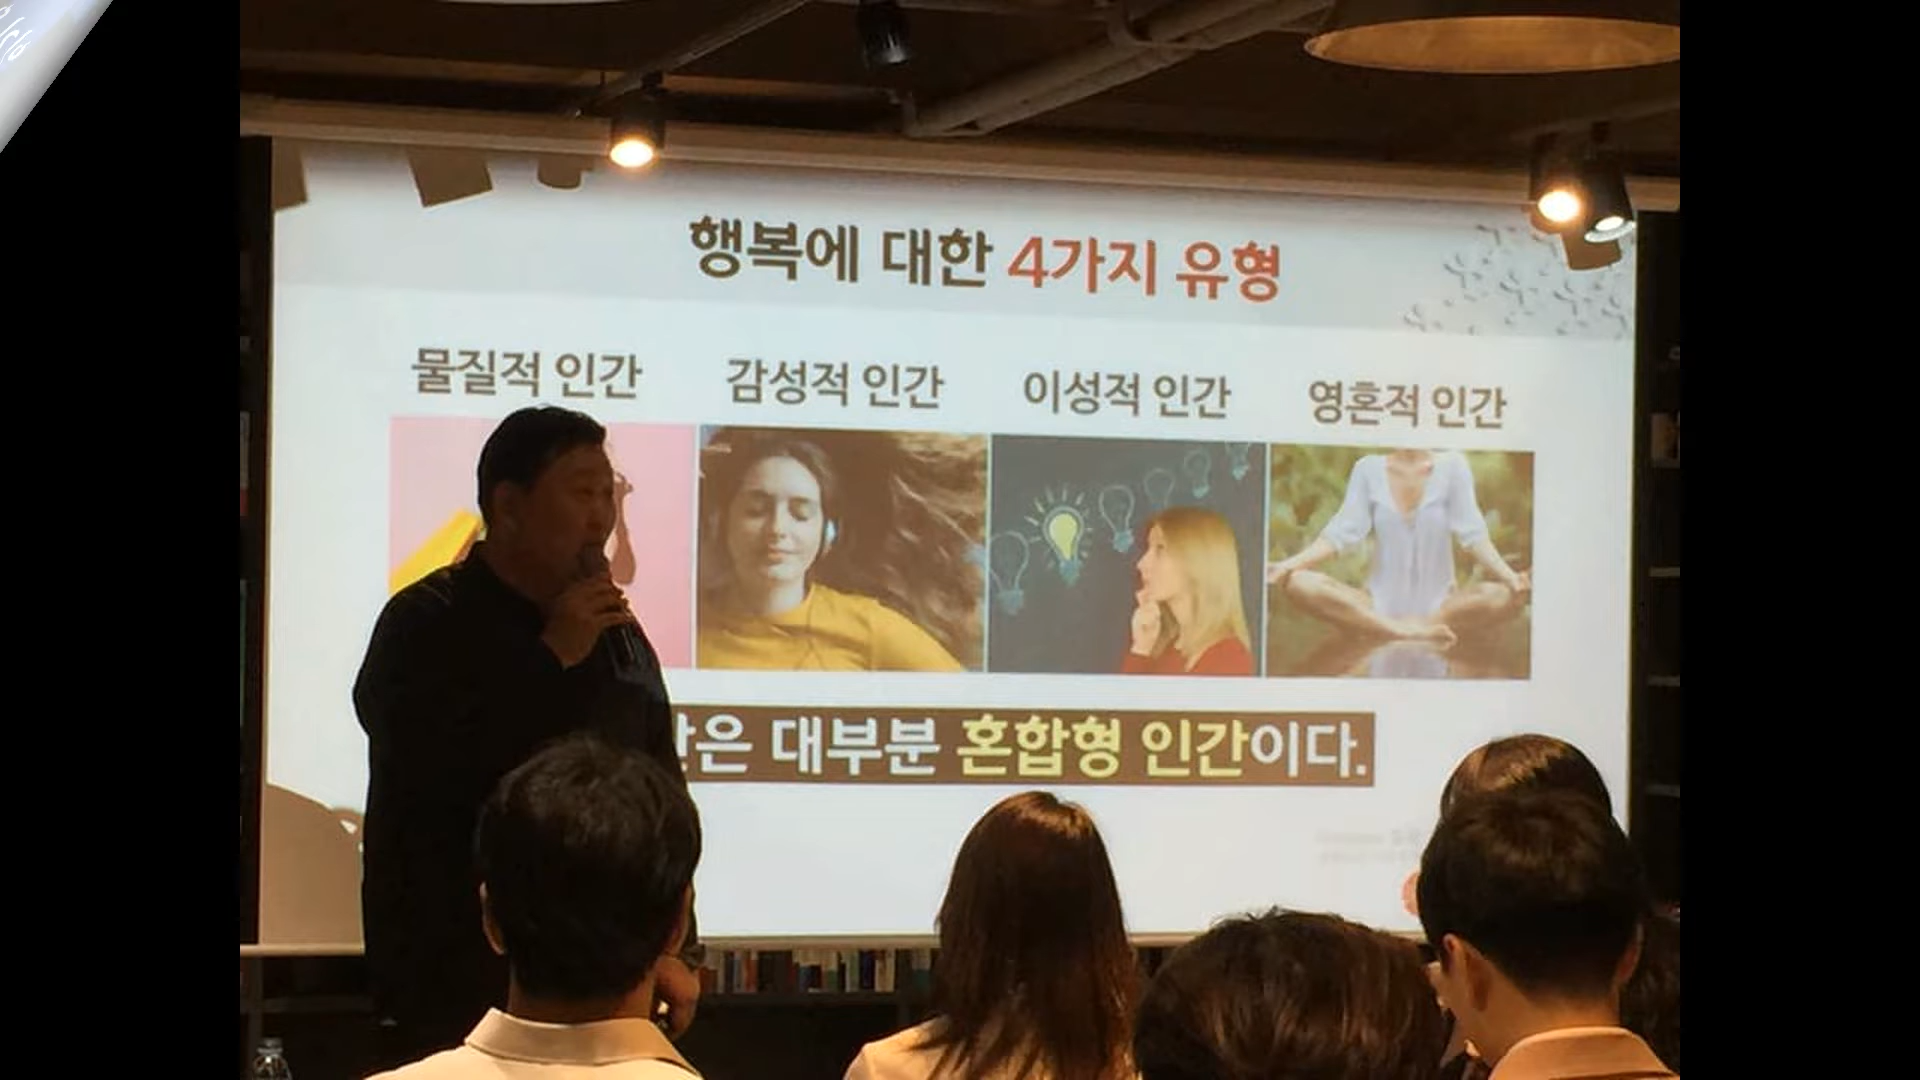 행복에 대한 4가지 유형
물질적 인간 감성적 인간 이성적 인간 영혼적 인간
은 대부분 혼합형 인간이다.